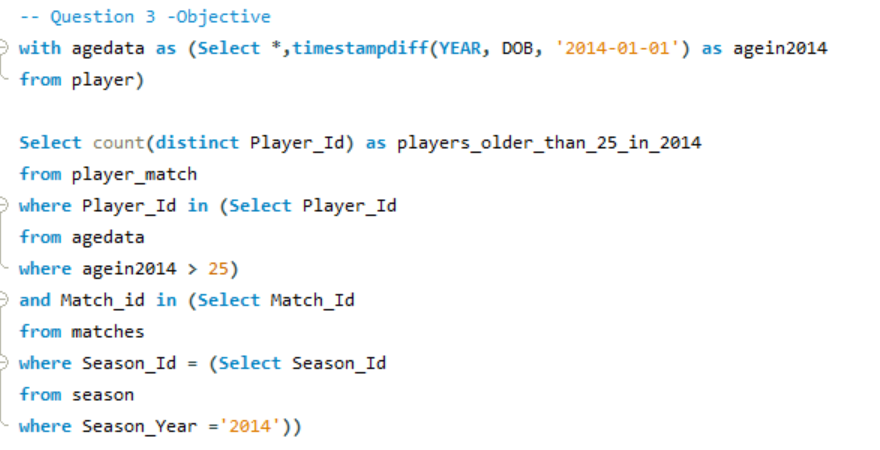 -- Question 3 -Objective
with agedata as (Select *,timestampdiff(YEAR, DOB, '2014-01-01') as agein2014
from player)
Select count(distinct Player_Id) as players_older_than_25_in_2014
from player_match
where Player_Id in (Select Player_Id
from agedata
where agein2014 > 25)
and Match_id in (Select Match_Id
from matches
where Season_Id = (Select Season_Id
from season
where Season_Year ='2014'))